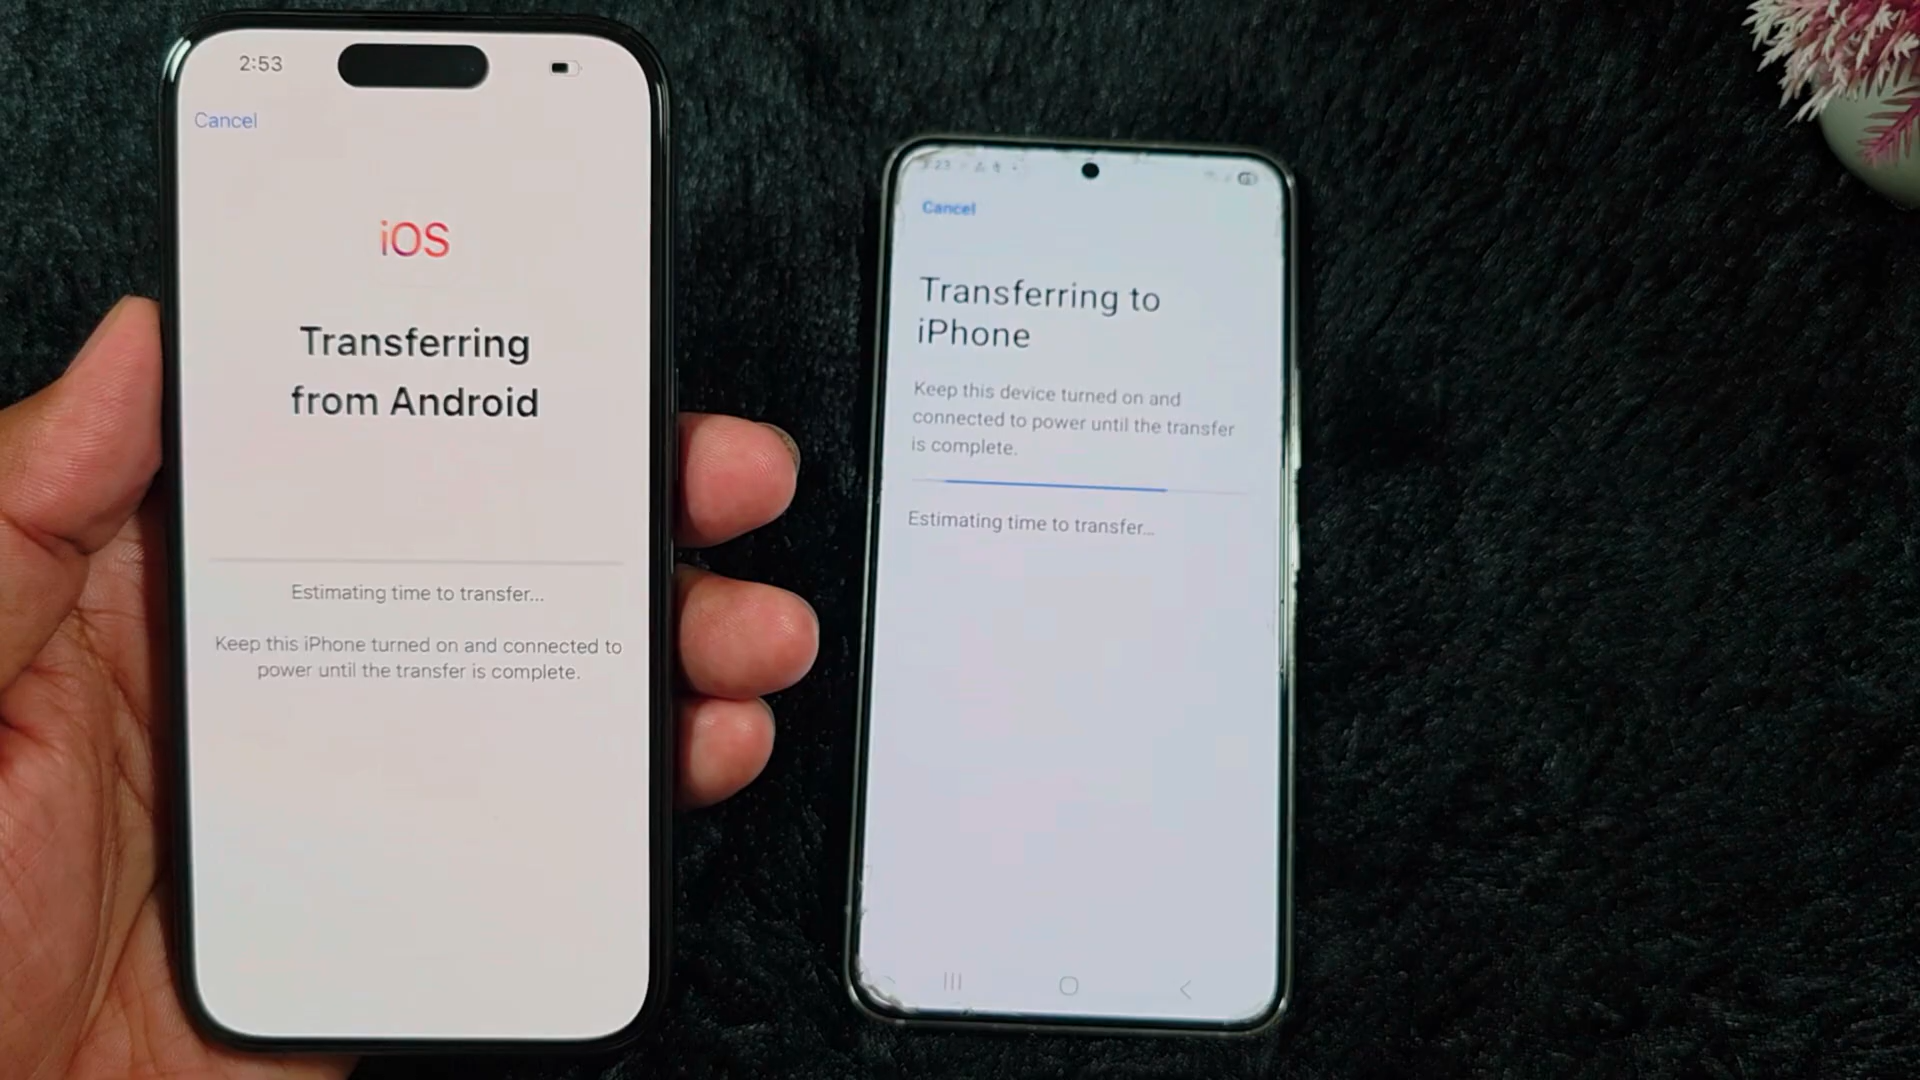 2:53
Cancel
iOS
Transferring
from Android
Estimating time to transfer...
Keep this iPhone turned on and connected to
power until the transfer is complete.
Cancel
Transferring to
iPhone
Keep this device turned on and
connected to power until the transfer
is complete.
Estimating time to transfer...